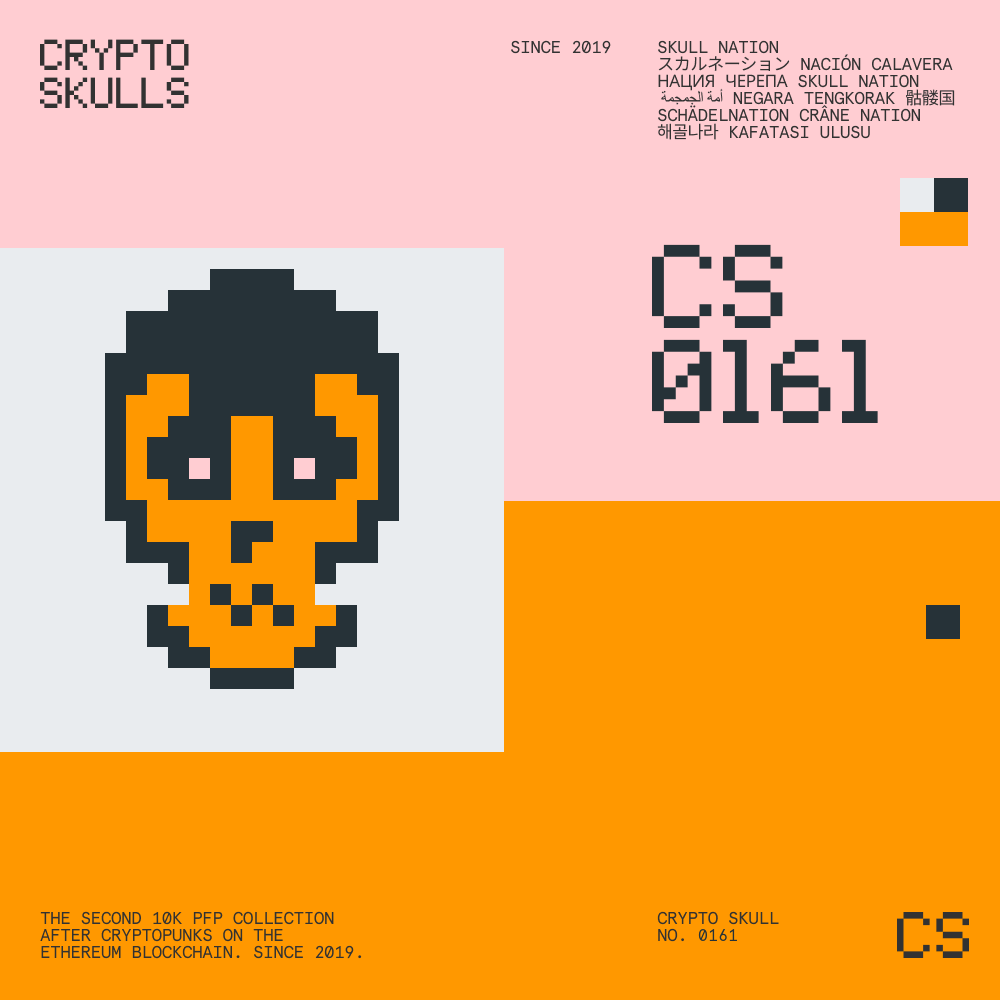 CRYPTO
SKULLS
SINCE 2019
SKULL NATION
スカルネーション NACIÓN CALAVERA
НАЦИЯ ЧЕРЕПА SKULL NATION
أمة الجمجمة NEGARA TENGKORAK 骷髅国
SCHÄDELNATION CRÂNE NATION
해골나라 KAFATASI ULUSU
CS
0161
THE SECOND 10K PFP COLLECTION
AFTER CRYPTOPUNKS ON THE
ETHEREUM BLOCKCHAIN. SINCE 2019.
CRYPTO SKULL
NO. 0161
CS